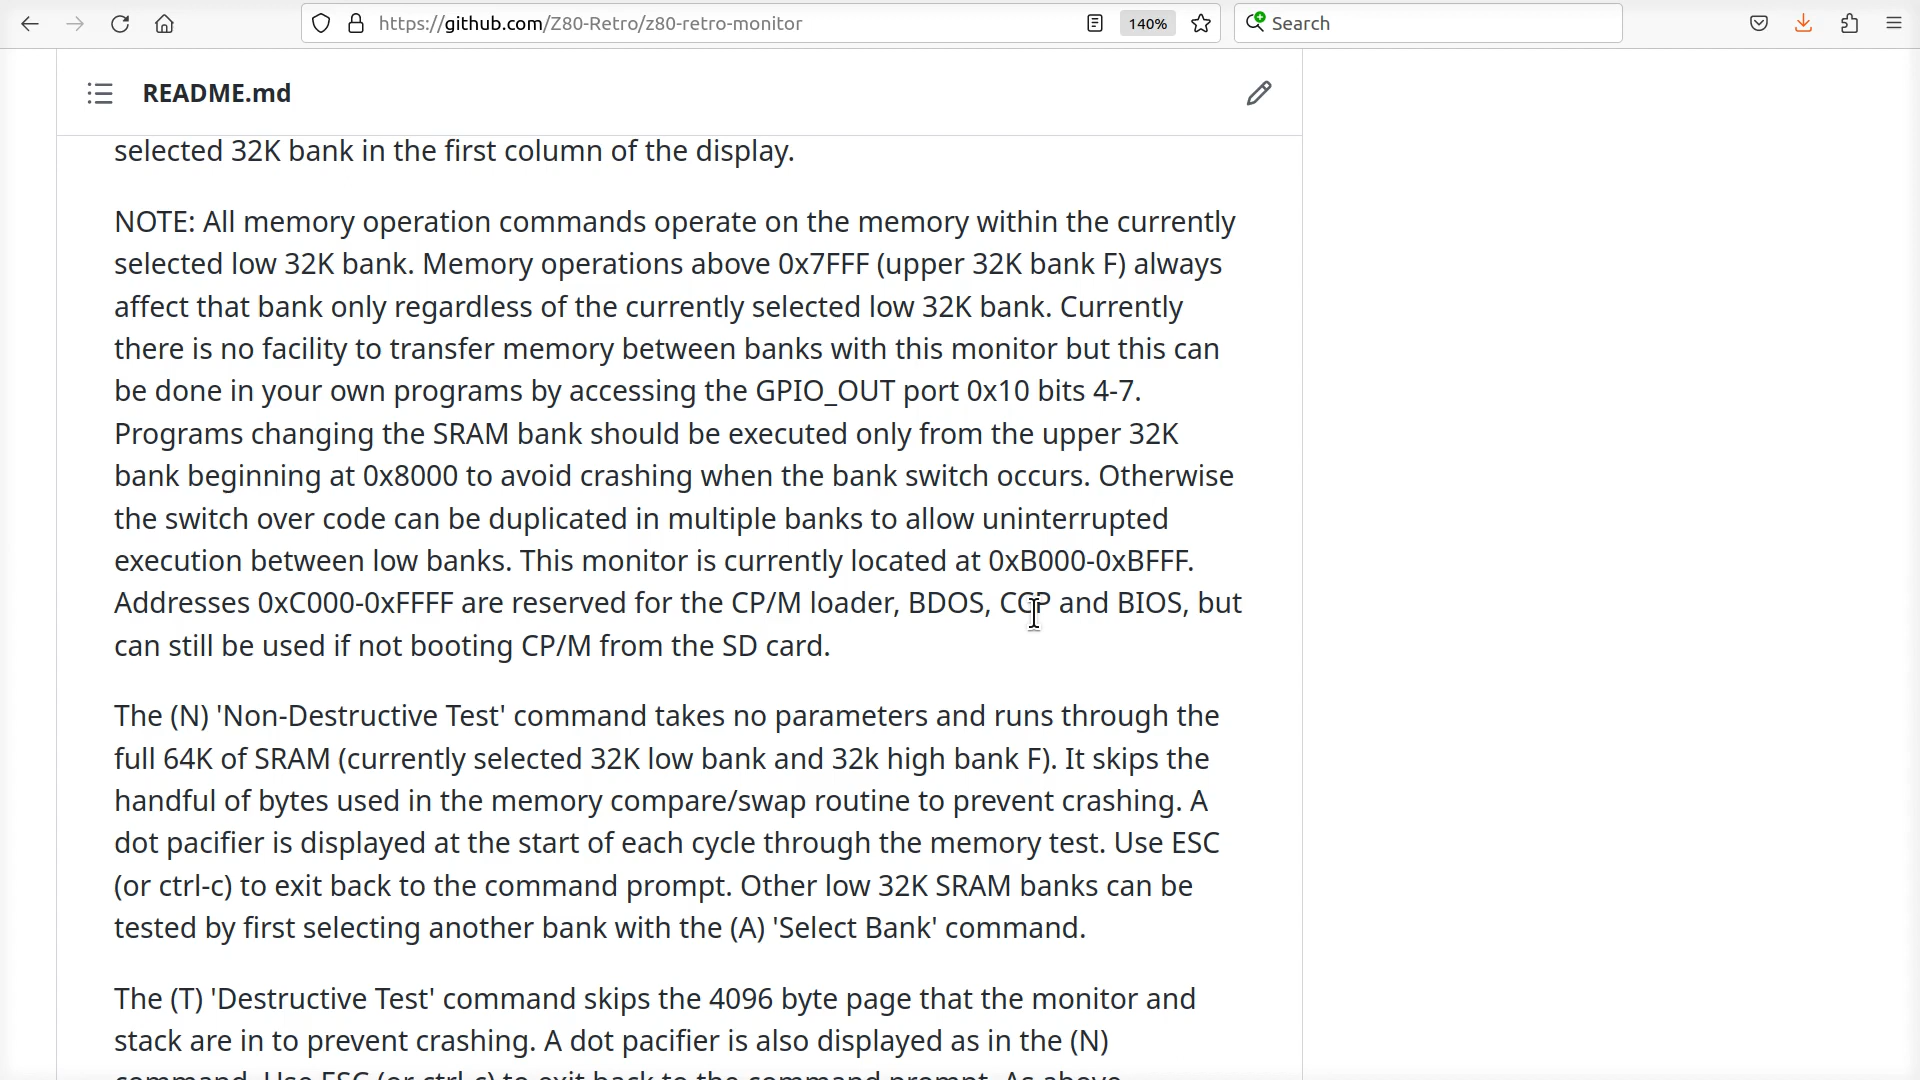 https://github.com/Z80-Retro/z80-retro-monitor
140%
Search
README.md
selected 32K bank in the first column of the display.
NOTE: All memory operation commands operate on the memory within the currently
selected low 32K bank. Memory operations above 0x7FFF (upper 32K bank F) always
affect that bank only regardless of the currently selected low 32K bank. Currently
there is no facility to transfer memory between banks with this monitor but this can
be done in your own programs by accessing the GPIO_OUT port 0x10 bits 4-7.
Programs changing the SRAM bank should be executed only from the upper 32K
bank beginning at 0x8000 to avoid crashing when the bank switch occurs. Otherwise
the switch over code can be duplicated in multiple banks to allow uninterrupted
execution between low banks. This monitor is currently located at 0xB000-0xBFFF.
Addresses 0xC000-0xFFFF are reserved for the CP/M loader, BDOS, CCP and BIOS, but
can still be used if not booting CP/M from the SD card.
The (N) 'Non-Destructive Test' command takes no parameters and runs through the
full 64K of SRAM (currently selected 32K low bank and 32k high bank F). It skips the
handful of bytes used in the memory compare/swap routine to prevent crashing. A
dot pacifier is displayed at the start of each cycle through the memory test. Use ESC
(or ctrl-c) to exit back to the command prompt. Other low 32K SRAM banks can be
tested by first selecting another bank with the (A) 'Select Bank' command.
The (T) 'Destructive Test' command skips the 4096 byte page that the monitor and
stack are in to prevent crashing. A dot pacifier is also displayed as in the (N)
command. Use ESC (or ctrl-c) to exit back to the command prompt. As above